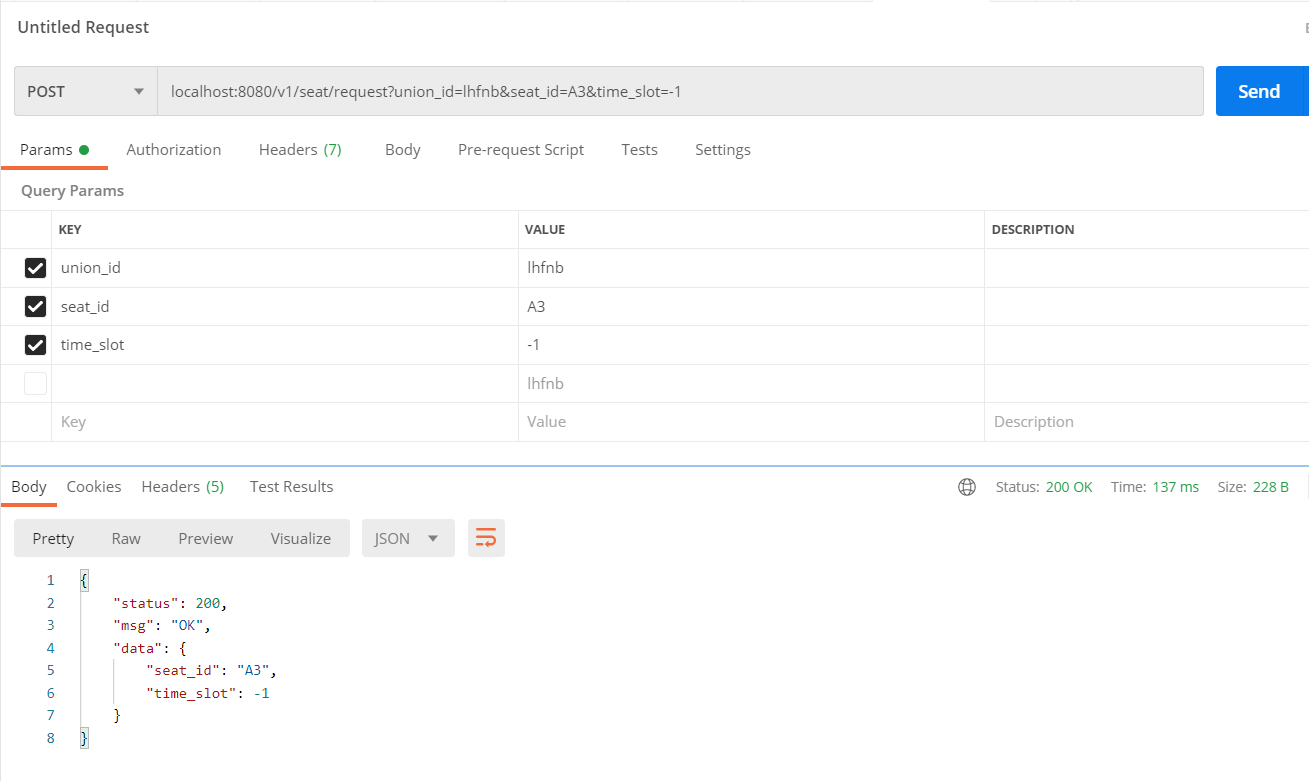 Untitled Request
POST localhost:8080/v1/seat/request?union_id=lhfnb&seat_id=A3&time_slot=-1 Send
Params Authorization Headers (7) Body Pre-request Script Tests Settings
Query Params
KEY VALUE DESCRIPTION
union_id lhfnb
seat_id A3
time_slot -1
lhfnb
Key Value Description
Body Cookies Headers (5) Test Results Status: 200 OK Time: 137 ms Size: 228 B
Pretty Raw Preview Visualize JSON
1 {
2 "status": 200,
3 "msg": "OK",
4 "data": {
5 "seat_id": "A3",
6 "time_slot": -1
7 }
8 }